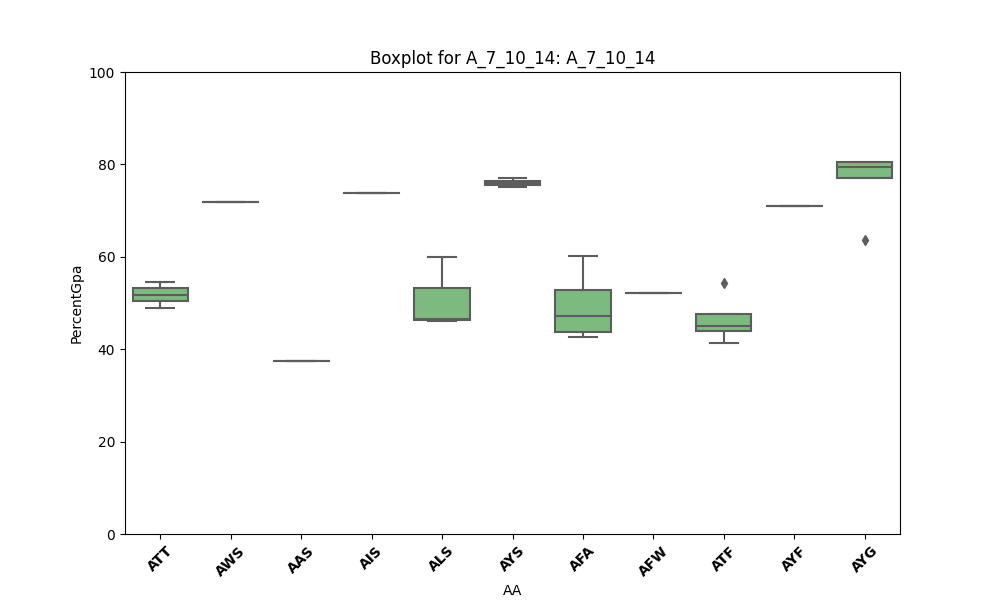 Boxplot for A_7_10_14: A_7_10_14
100
80
60
40
20
0
PercentGpa
ATT AWS AAS AIS ALS AYS AFA AFW ATF AYF AYG
AA